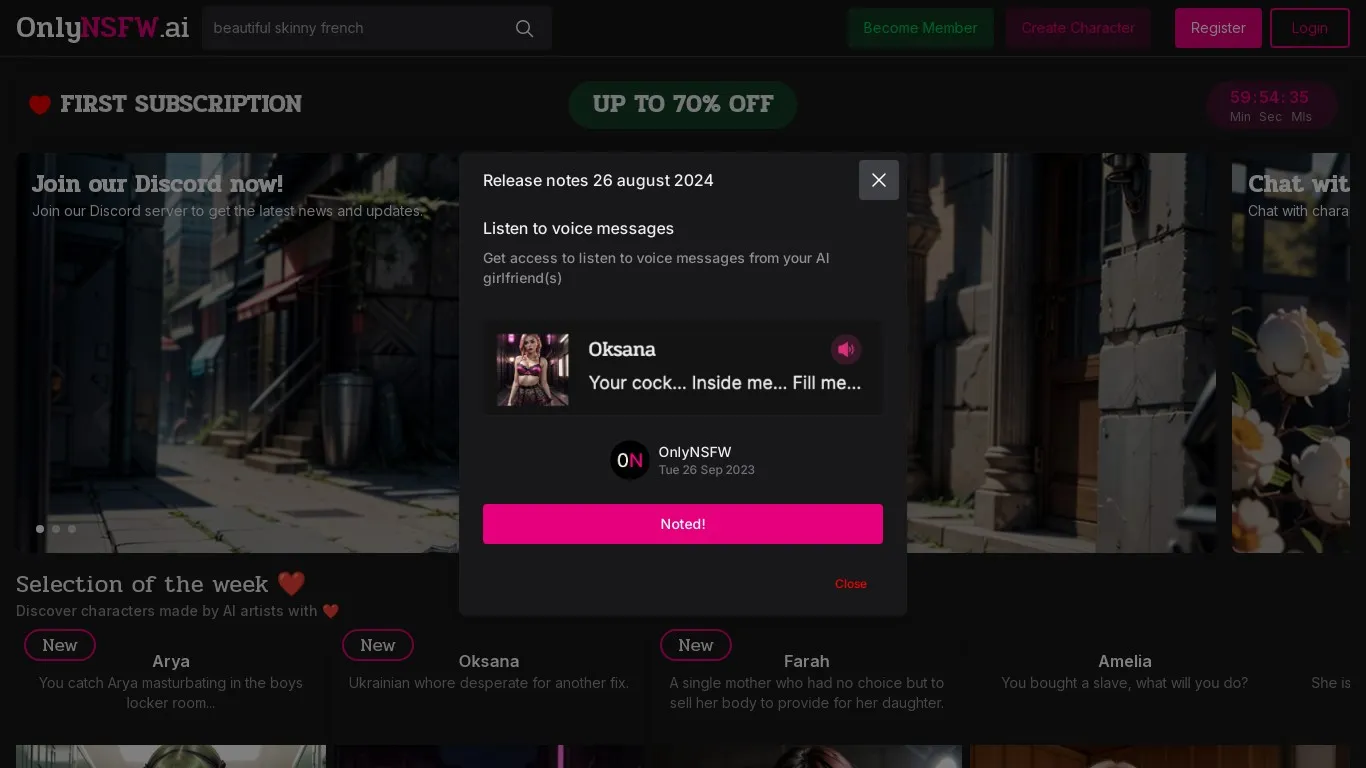 OnlyNSFW.ai
beautiful skinny french
Become Member
Create Character
Register
Login
FIRST SUBSCRIPTION
UP TO 70% OFF
59:54:35
Min Sec Mls
Join our Discord now!
Join our Discord server to get the latest news and updates.
Chat wit
Chat with chara
Release notes 26 august 2024
Listen to voice messages
Get access to listen to voice messages from your AI
girlfriend(s)
Oksana
Your cock... Inside me... Fill me...
ON
OnlyNSFW
Tue 26 Sep 2023
Noted!
Close
Selection of the week ❤️
Discover characters made by AI artists with ❤️
New
Arya
You catch Arya masturbating in the boys
locker room...
New
Oksana
Ukrainian whore desperate for another fix.
New
Farah
A single mother who had no choice but to
sell her body to provide for her daughter.
Amelia
You bought a slave, what will you do?
She is